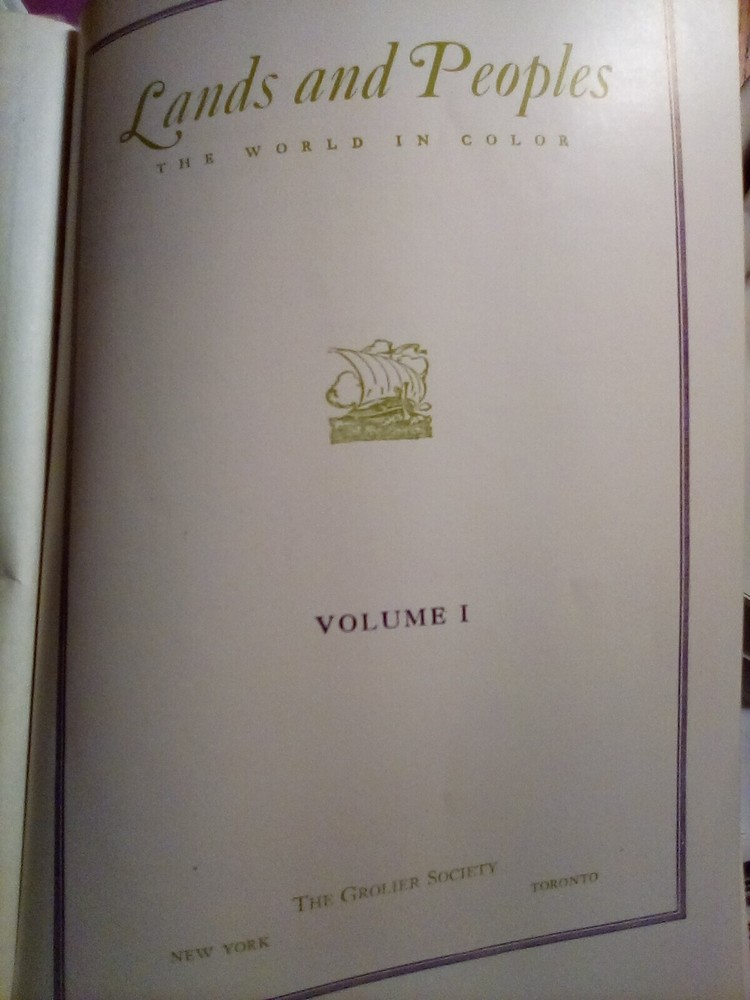 Lands and Peoples
THE WORLD IN COLOR
VOLUME I
THE GROLIER SOCIETY
NEW YORK TORONTO